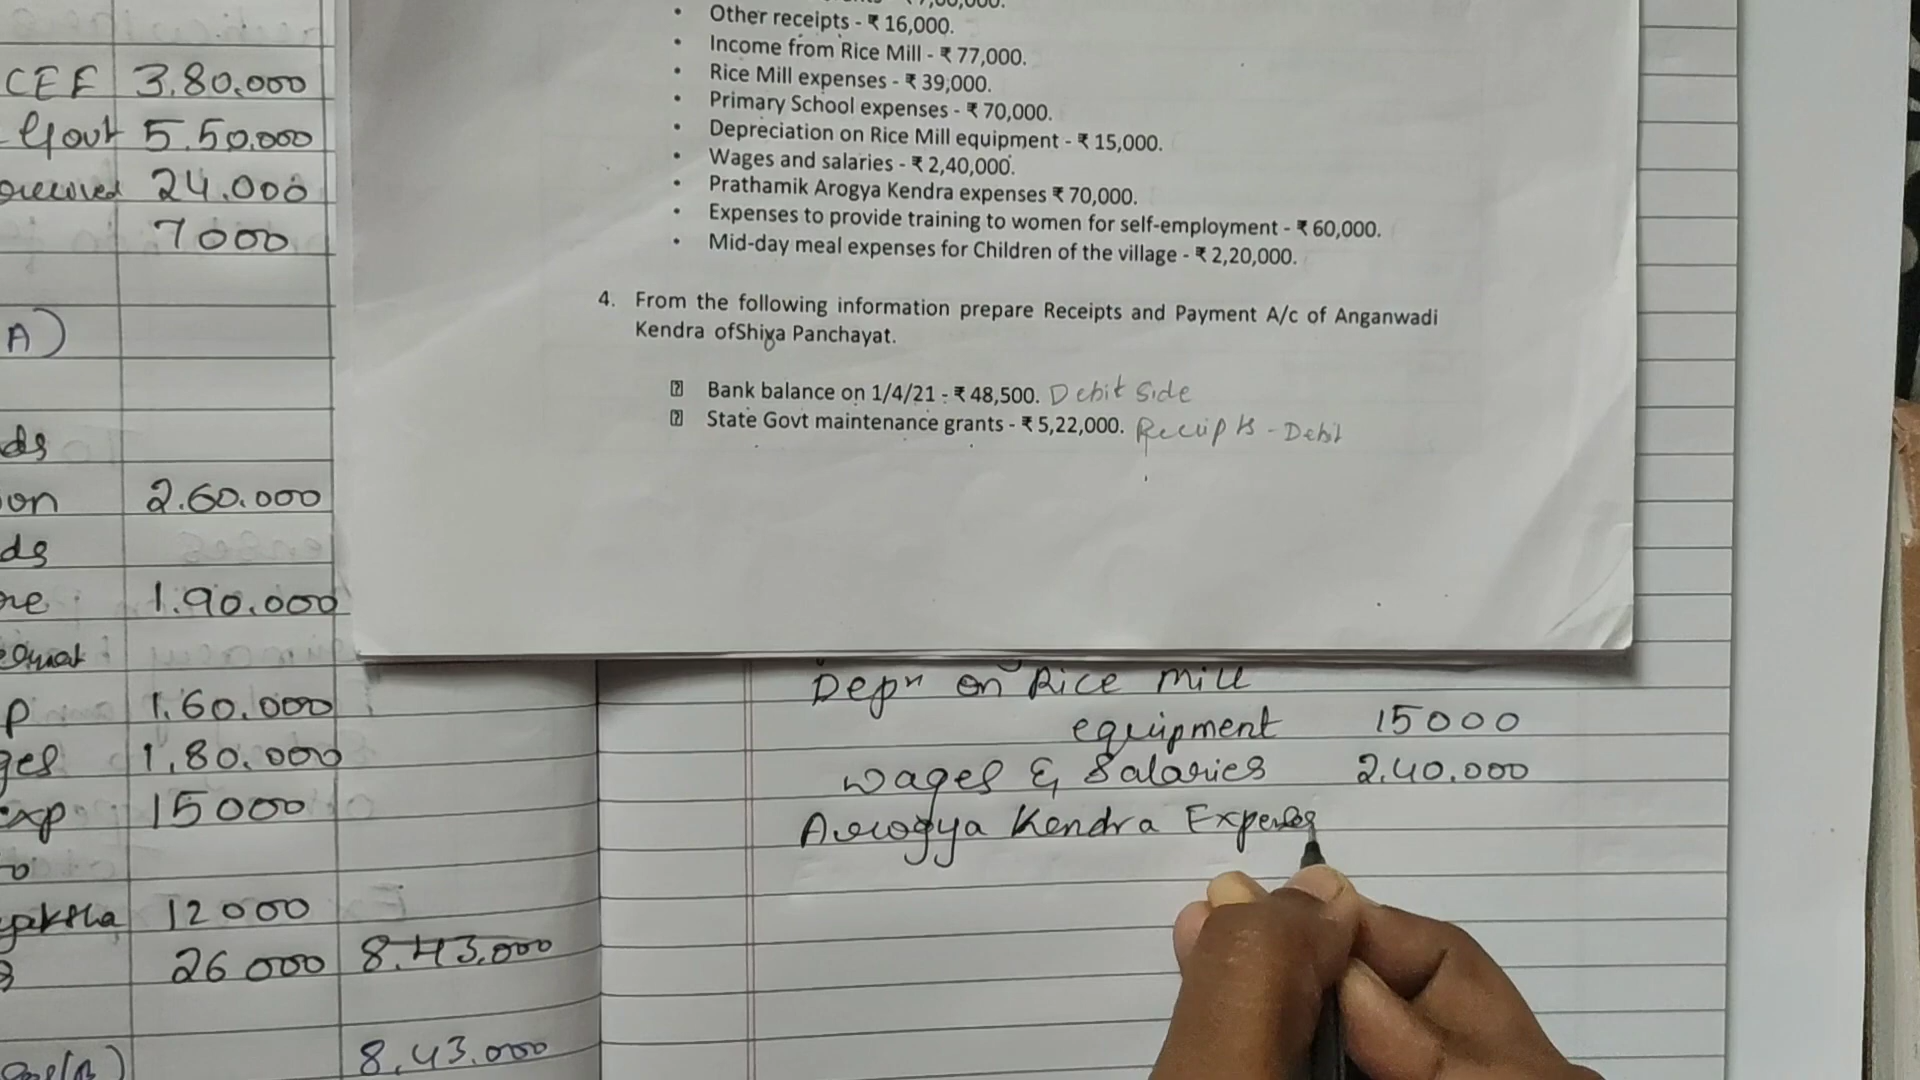 Other receipts - ₹ 16,000.
Income from Rice Mill - ₹ 77,000.
Rice Mill expenses - ₹ 39,000.
Primary School expenses - ₹ 70,000.
Depreciation on Rice Mill equipment - ₹ 15,000.
Wages and salaries - ₹ 2,40,000.
Prathamik Arogya Kendra expenses ₹ 70,000.
Expenses to provide training to women for self-employment - ₹ 60,000.
Mid-day meal expenses for Children of the village - ₹ 2,20,000.
4. From the following information prepare Receipts and Payment A/c of Anganwadi
Kendra ofShiva Panchayat.
Bank balance on 1/4/21 - ₹ 48,500. Debit Side
State Govt maintenance grants - ₹ 5,22,000. Receipts - Debit
CEF 3.80.000
Govt 5.50.000
received 24.000
7000
A)
ds
on 2.60.000
ds
re 1.90.000
p 1.60.000
ges 1.80.000
exp 15000
yaksha 12000
26000 8.43.000
8.43.000
Depn on Rice mill
equipment 15000
wages & Salaries 2.40.000
Arogya Kendra Expenses